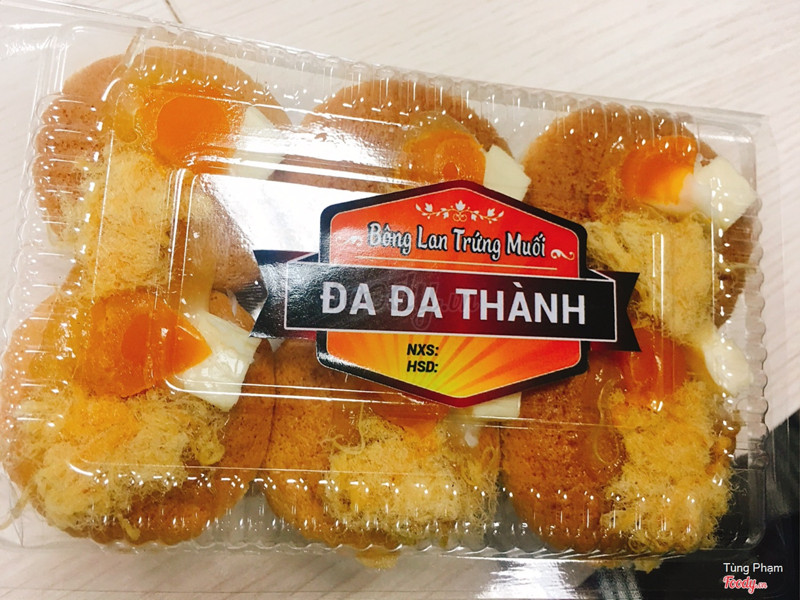 Bông Lan Trứng Muối
ĐA ĐA THÀNH
NXS:
HSD:
Tùng Phạm
Foody.vn